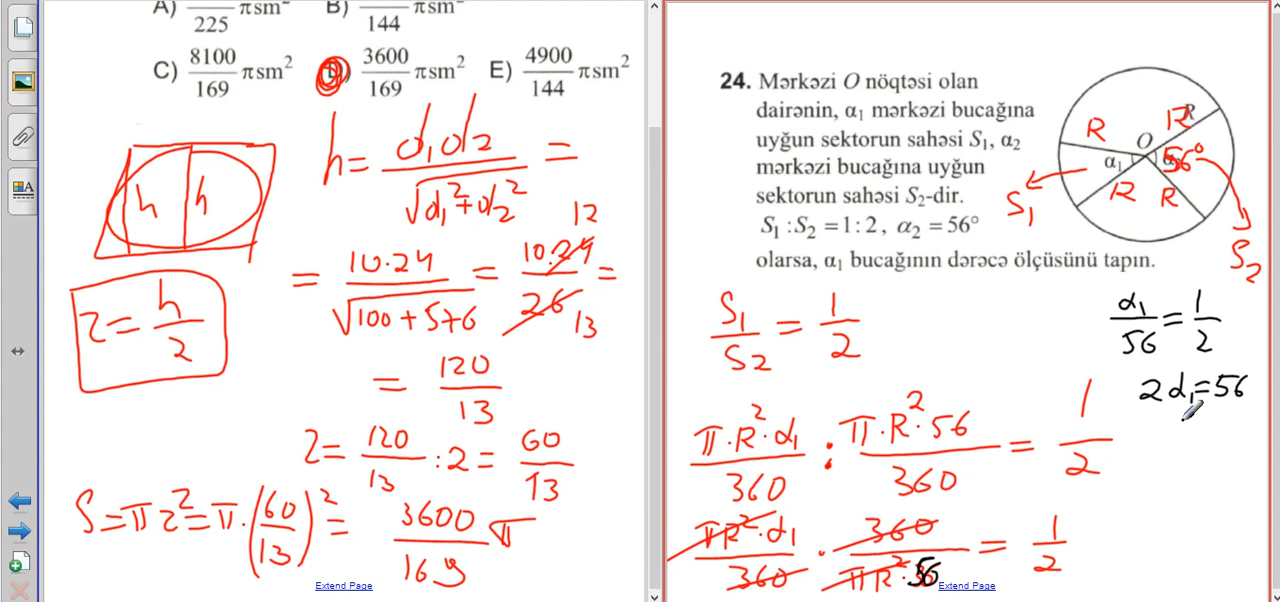 A) /225 πsm² B) /144 πsm²
C) 8100/169 πsm² D) 3600/169 πsm² E) 4900/144 πsm²
h h
h = d₁d₂/√(d₁²+d₂²) =
= 10·24/√(100+576) = 10·24/26 =
12
13
= 120/13
r = h/2
r = 120/13 : 2 = 60/13
S = πr² = π·(60/13)² = 3600/169 π
Extend Page
24. Mərkəzi O nöqtəsi olan
dairənin, α₁ mərkəzi bucağına
uyğun sektorun sahəsi S₁, α₂
mərkəzi bucağına uyğun
sektorun sahəsi S₂-dir.
S₁ : S₂ = 1 : 2, α₂ = 56°
olarsa, α₁ bucağının dərəcə ölçüsünü tapın.
R R
O
α₁ 56°
R R
S₁
S₂
S₁/S₂ = 1/2
α₁/56 = 1/2
2α₁=56
π·R²·α₁/360 : π·R²·56/360 = 1/2
πR²·α₁/360 · 360/πR²·56 = 1/2
Extend Page